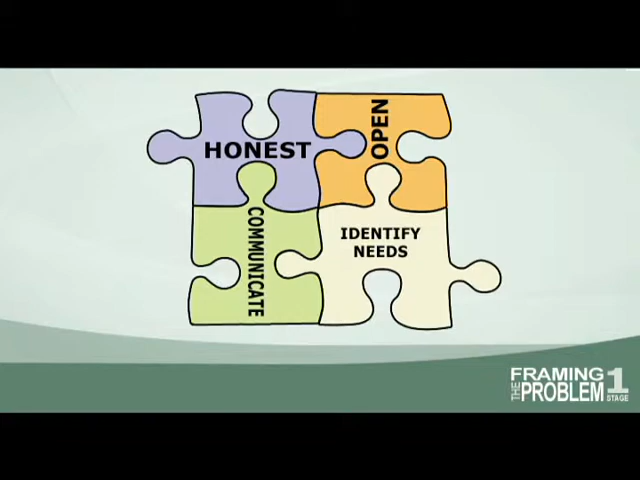 HONEST
OPEN
COMMUNICATE
IDENTIFY
NEEDS
FRAMING
THE PROBLEM 1
STAGE